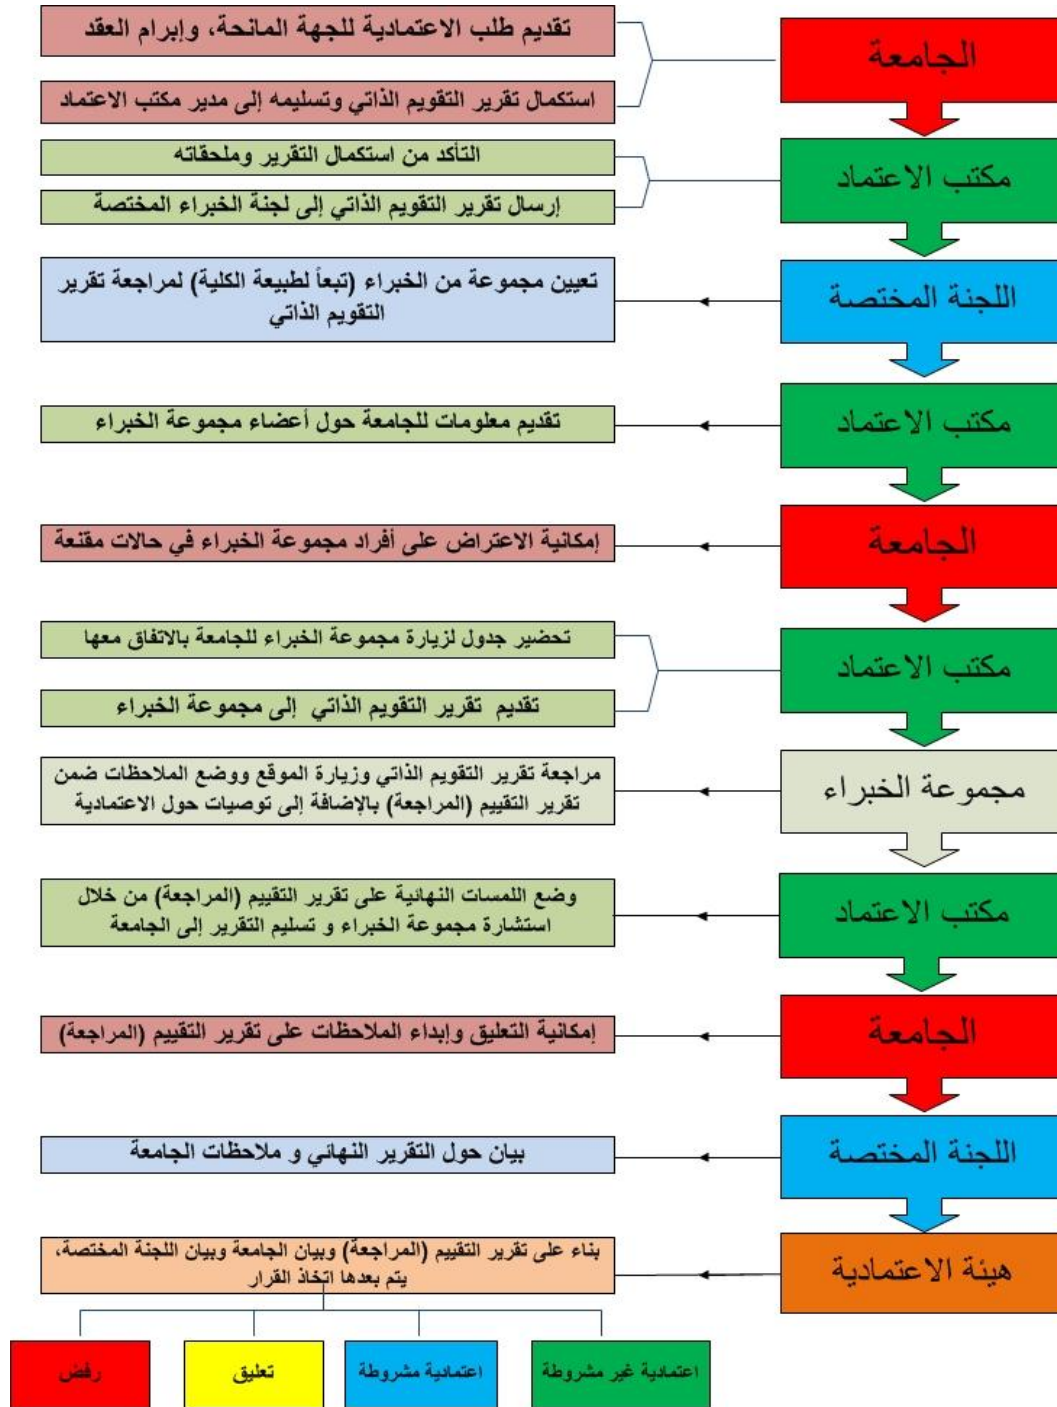 الجامعة
تقديم طلب الاعتمادية للجهة المانحة، وإبرام العقد
استكمال تقرير التقويم الذاتي وتسليمه إلى مدير مكتب الاعتماد
مكتب الاعتماد
التأكد من استكمال التقرير وملحقاته
إرسال تقرير التقويم الذاتي إلى لجنة الخبراء المختصة
اللجنة المختصة
تعيين مجموعة من الخبراء (تبعاً لطبيعة الكلية) لمراجعة تقرير
التقويم الذاتي
مكتب الاعتماد
تقديم معلومات للجامعة حول أعضاء مجموعة الخبراء
الجامعة
إمكانية الاعتراض على أفراد مجموعة الخبراء في حالات مقنعة
مكتب الاعتماد
تحضير جدول لزيارة مجموعة الخبراء للجامعة بالاتفاق معها
تقديم تقرير التقويم الذاتي إلى مجموعة الخبراء
مجموعة الخبراء
مراجعة تقرير التقويم الذاتي وزيارة الموقع ووضع الملاحظات ضمن
تقرير التقييم (المراجعة) بالإضافة إلى توصيات حول الاعتمادية
مكتب الاعتماد
وضع اللمسات النهائية على تقرير التقييم (المراجعة) من خلال
استشارة مجموعة الخبراء و تسليم التقرير إلى الجامعة
الجامعة
إمكانية التعليق وإبداء الملاحظات على تقرير التقييم (المراجعة)
اللجنة المختصة
بيان حول التقرير النهائي و ملاحظات الجامعة
هيئة الاعتمادية
بناء على تقرير التقييم (المراجعة) وبيان الجامعة وبيان اللجنة المختصة،
يتم بعدها اتخاذ القرار
اعتمادية غير مشروطة
اعتمادية مشروطة
تعليق
رفض